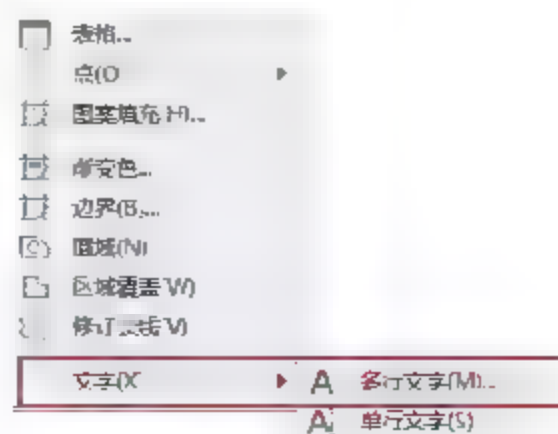 表格...
点(O
图案填充(H)...
渐变色...
边界(B)...
面域(N)
区域覆盖(W)
修订云线(V)
文字(X
多行文字(M)...
单行文字(S)